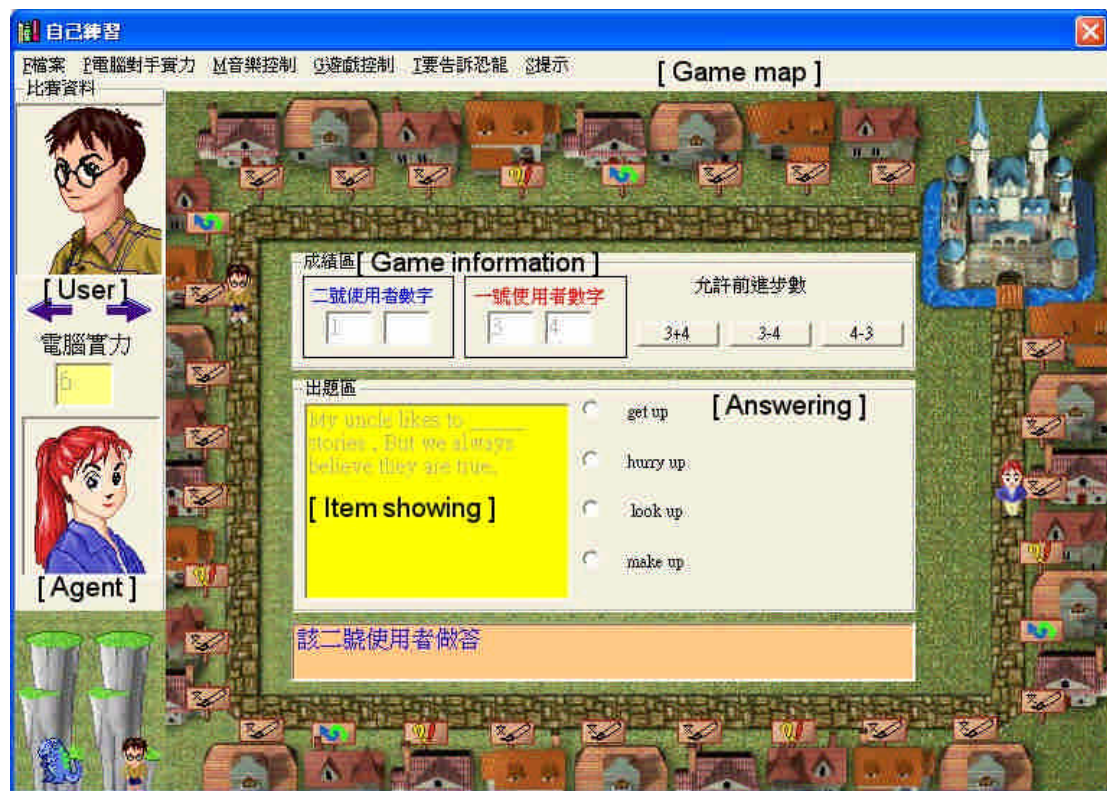 自己練習
F檔案 P電腦對手實力 M音樂控制 G遊戲控制 T要告訴恐龍 S提示
[ Game map ]
比賽資料
[ User ]
電腦實力
6
[ Agent ]
成績區[ Game information ]
二號使用者數字
1
一號使用者數字
3 4
允許前進步數
3+4 3-4 4-3
出題區
My uncle likes to _____
stories . But we always
believe they are true.
[ Item showing ]
[ Answering ]
get up
hurry up
look up
make up
該二號使用者做答